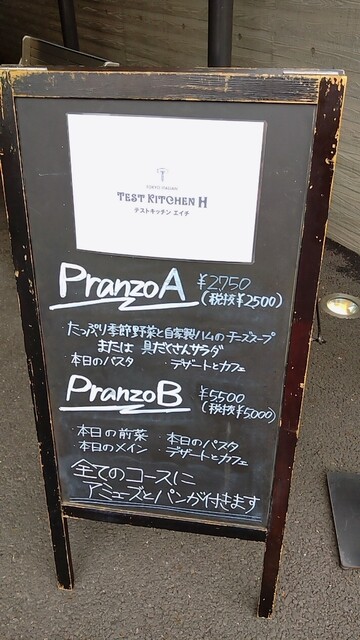 TOKYO ITALIAN
TEST KITCHEN H
テストキッチン エイチ
Pranzo A ¥2750
(税抜¥2500)
・たっぷり季節野菜と自家製ハムのチーズスープ
または 具だくさんサラダ
・本日のパスタ ・デザートとカフェ
Pranzo B ¥5500
(税抜¥5000)
・本日の前菜 ・本日のパスタ
・本日のメイン ・デザートとカフェ
全てのコースに
アミューズとパンが付きます